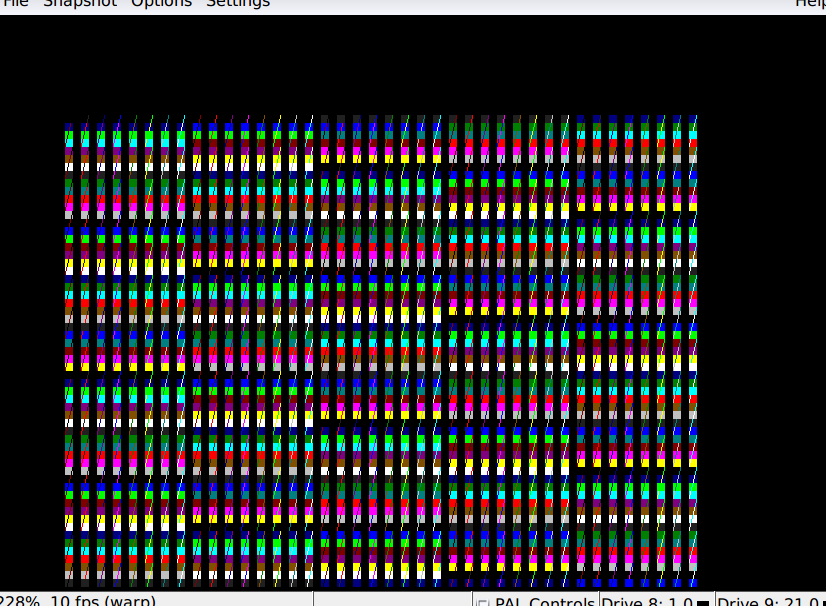 File Snapshot Options Settings Help
228% 10 fps (warp) PAL Controls Drive 8: 1.0 Drive 9: 21.0